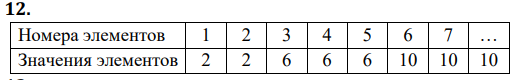 12.
Номера элементов 1 2 3 4 5 6 7 …
Значения элементов 2 2 6 6 6 10 10 10